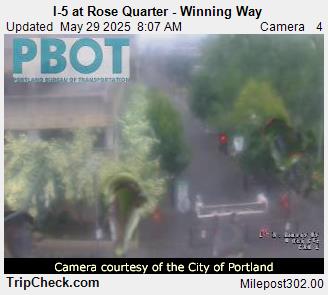 I-5 at Rose Quarter - Winning Way
Updated May 29 2025 8:07 AM Camera 4
PBOT
PORTLAND BUREAU OF TRANSPORTATION
Camera courtesy of the City of Portland
TripCheck.com Milepost302.00